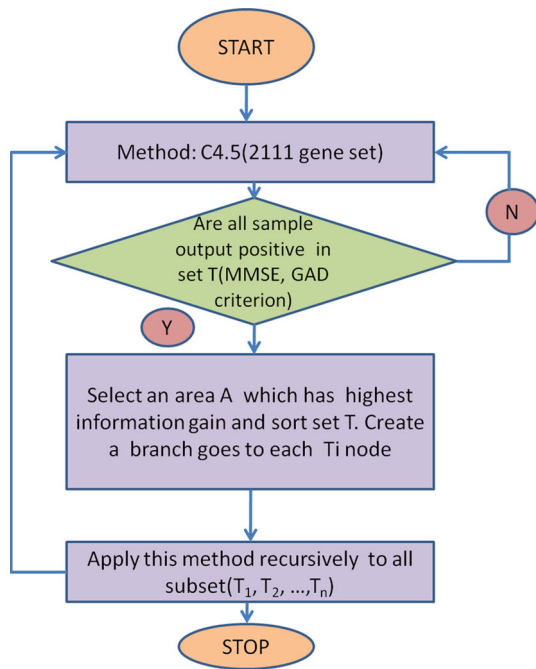 START
Method: C4.5(2111 gene set)
Are all sample
output positive in
set T(MMSE, GAD
criterion)
N
Y
Select an area A which has highest
information gain and sort set T. Create
a branch goes to each Ti node
Apply this method recursively to all
subset(T₁, T₂, ...,Tₙ)
STOP